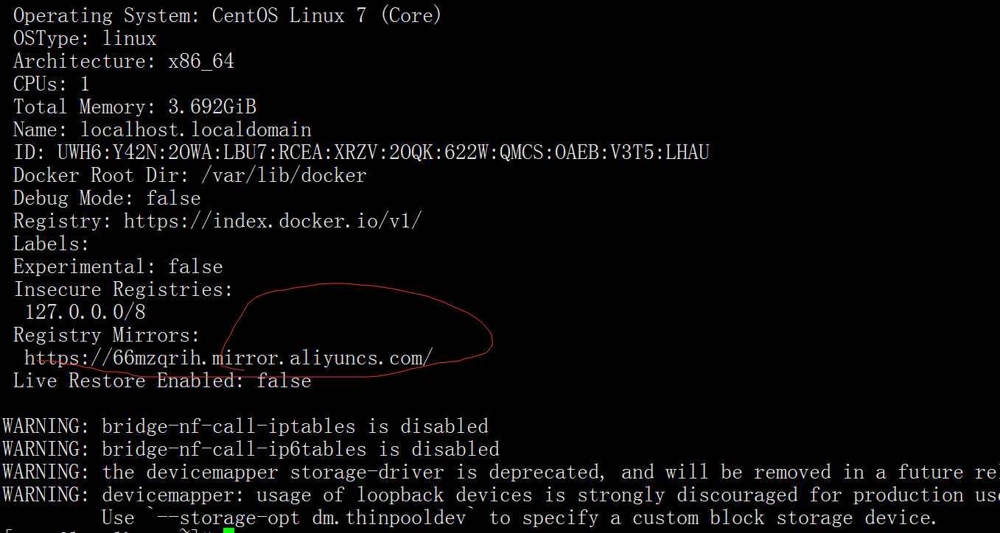 Operating System: CentOS Linux 7 (Core)
OSType: linux
Architecture: x86_64
CPUs: 1
Total Memory: 3.692GiB
Name: localhost.localdomain
ID: UWH6:Y42N:2OWA:LBU7:RCEA:XRZV:2OQK:622W:QMCS:OAEB:V3T5:LHAU
Docker Root Dir: /var/lib/docker
Debug Mode: false
Registry: https://index.docker.io/v1/
Labels:
Experimental: false
Insecure Registries:
127.0.0.0/8
Registry Mirrors:
https://66mzqrih.mirror.aliyuncs.com/
Live Restore Enabled: false
WARNING: bridge-nf-call-iptables is disabled
WARNING: bridge-nf-call-ip6tables is disabled
WARNING: the devicemapper storage-driver is deprecated, and will be removed in a future rel
WARNING: devicemapper: usage of loopback devices is strongly discouraged for production use
Use `--storage-opt dm.thinpooldev` to specify a custom block storage device.